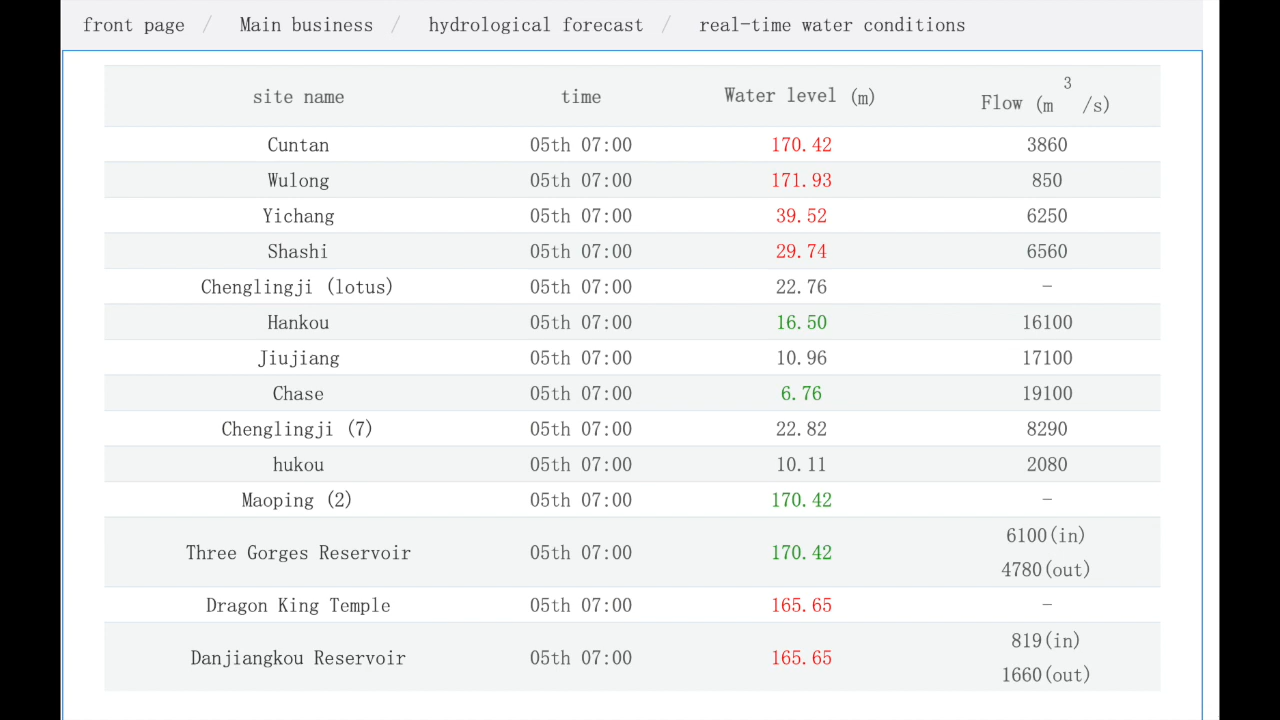 front page / Main business / hydrological forecast / real-time water conditions
site name time Water level (m) Flow (m³/s)
Cuntan 05th 07:00 170.42 3860
Wulong 05th 07:00 171.93 850
Yichang 05th 07:00 39.52 6250
Shashi 05th 07:00 29.74 6560
Chenglingji (lotus) 05th 07:00 22.76 -
Hankou 05th 07:00 16.50 16100
Jiujiang 05th 07:00 10.96 17100
Chase 05th 07:00 6.76 19100
Chenglingji (7) 05th 07:00 22.82 8290
hukou 05th 07:00 10.11 2080
Maoping (2) 05th 07:00 170.42 -
Three Gorges Reservoir 05th 07:00 170.42 6100(in)
4780(out)
Dragon King Temple 05th 07:00 165.65 -
Danjiangkou Reservoir 05th 07:00 165.65 819(in)
1660(out)